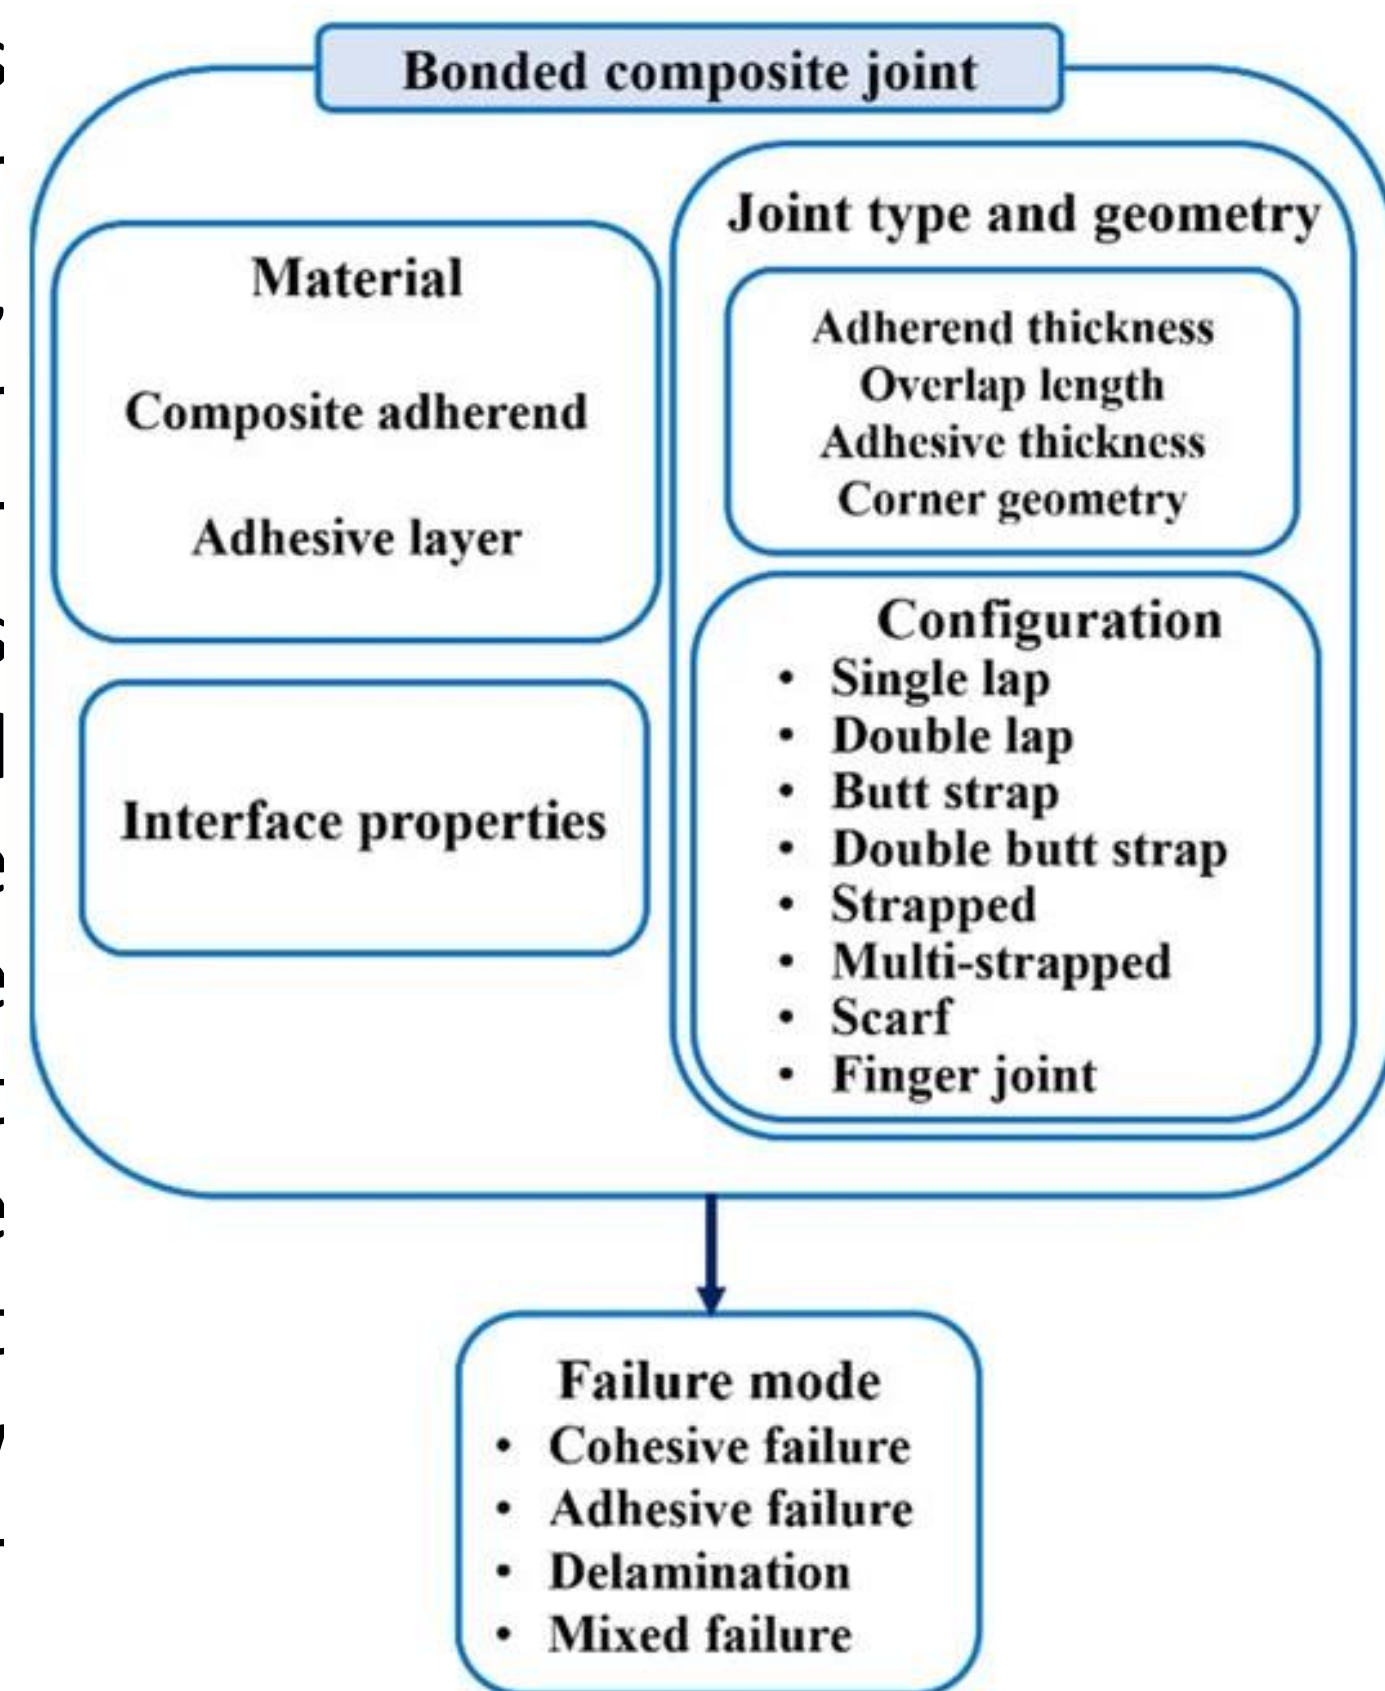 Bonded composite joint
Material
Composite adherend
Adhesive layer
Interface properties
Joint type and geometry
Adherend thickness
Overlap length
Adhesive thickness
Corner geometry
Configuration
• Single lap
• Double lap
• Butt strap
• Double butt strap
• Strapped
• Multi-strapped
• Scarf
• Finger joint
Failure mode
• Cohesive failure
• Adhesive failure
• Delamination
• Mixed failure